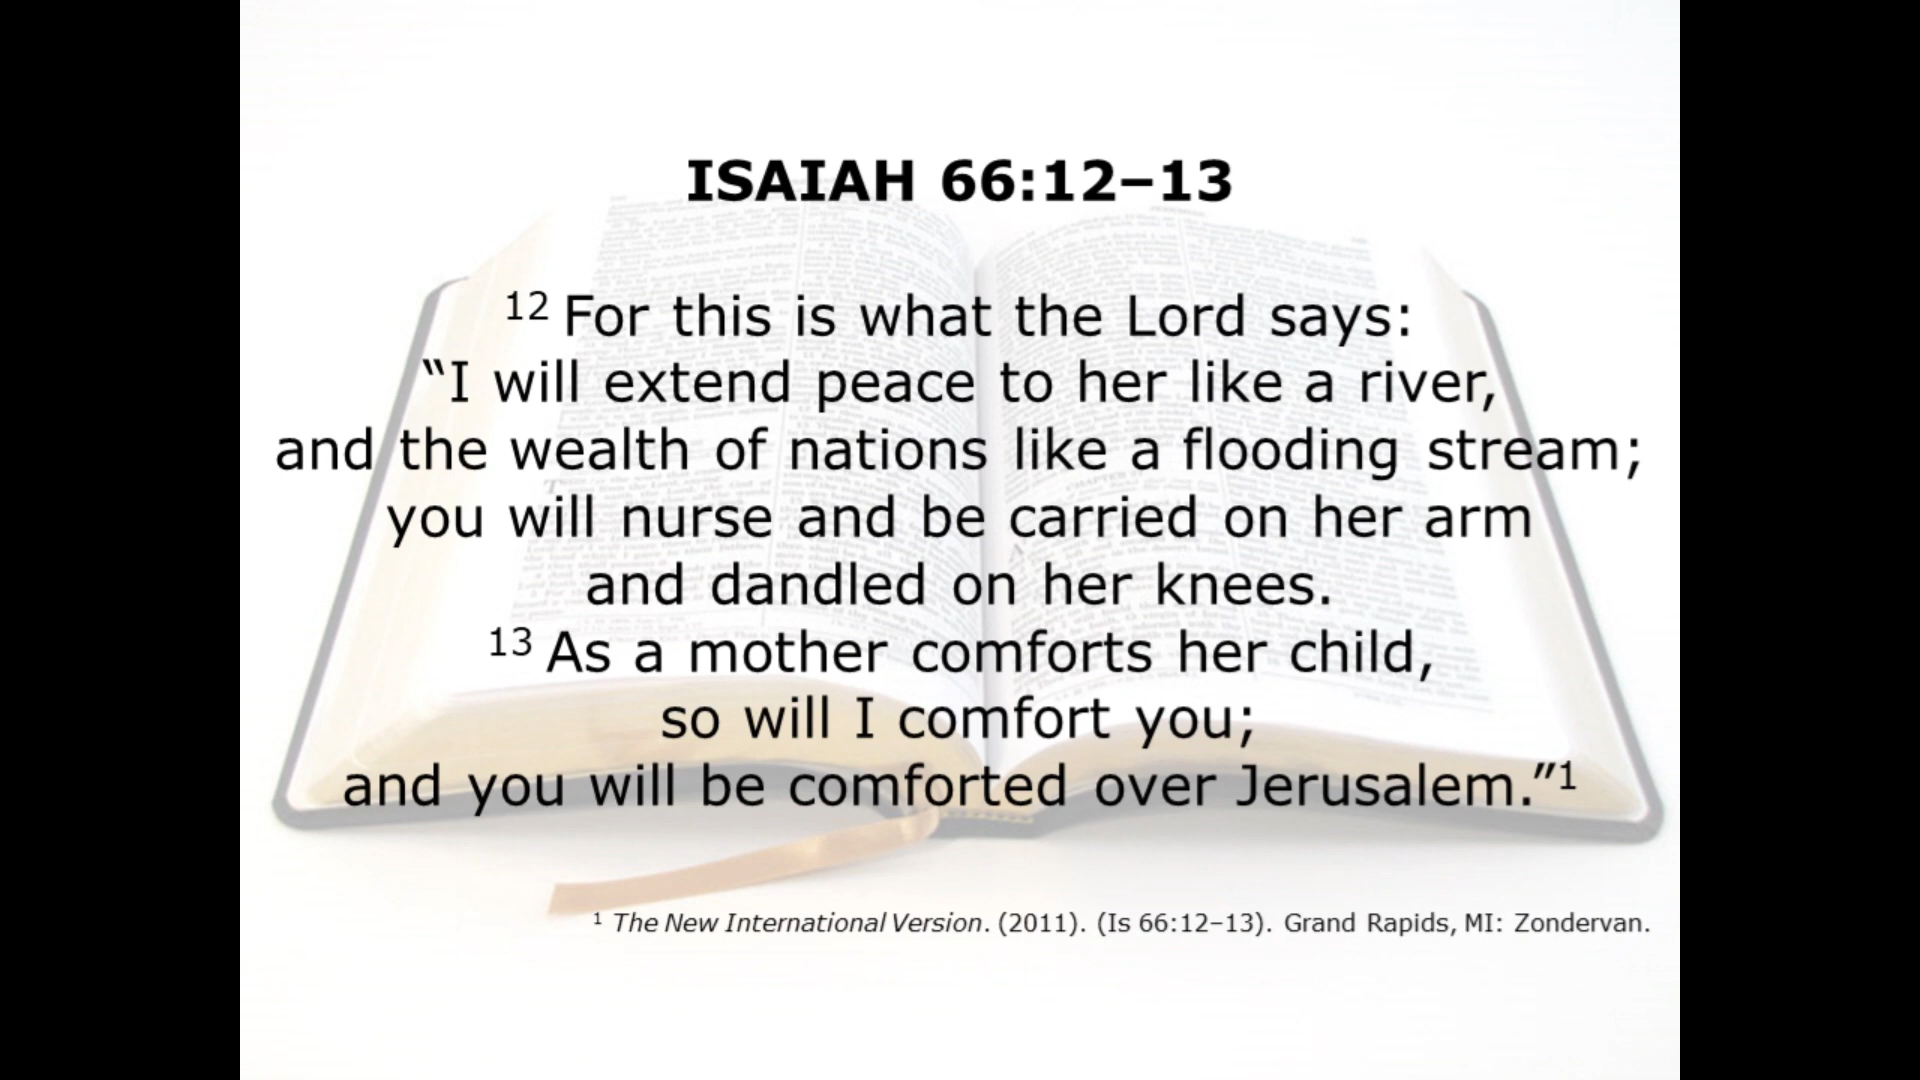 ISAIAH 66:12–13
12 For this is what the Lord says:
“I will extend peace to her like a river,
and the wealth of nations like a flooding stream;
you will nurse and be carried on her arm
and dandled on her knees.
13 As a mother comforts her child,
so will I comfort you;
and you will be comforted over Jerusalem.”1
1 The New International Version. (2011). (Is 66:12–13). Grand Rapids, MI: Zondervan.